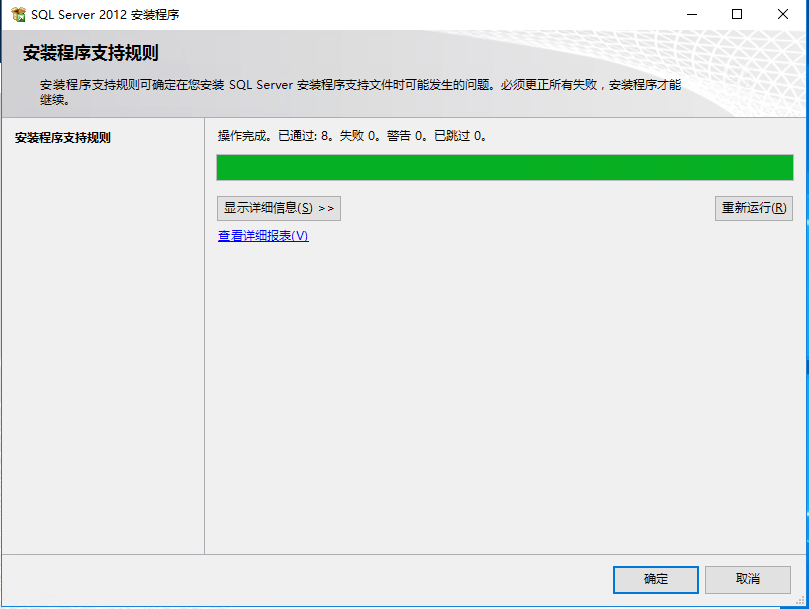 SQL Server 2012 安装程序
安装程序支持规则
安装程序支持规则可确定在您安装 SQL Server 安装程序支持文件时可能发生的问题。必须更正所有失败，安装程序才能
继续。
安装程序支持规则
操作完成。已通过: 8。失败 0。警告 0。已跳过 0。
显示详细信息(S) >>
重新运行(R)
查看详细报表(V)
确定
取消